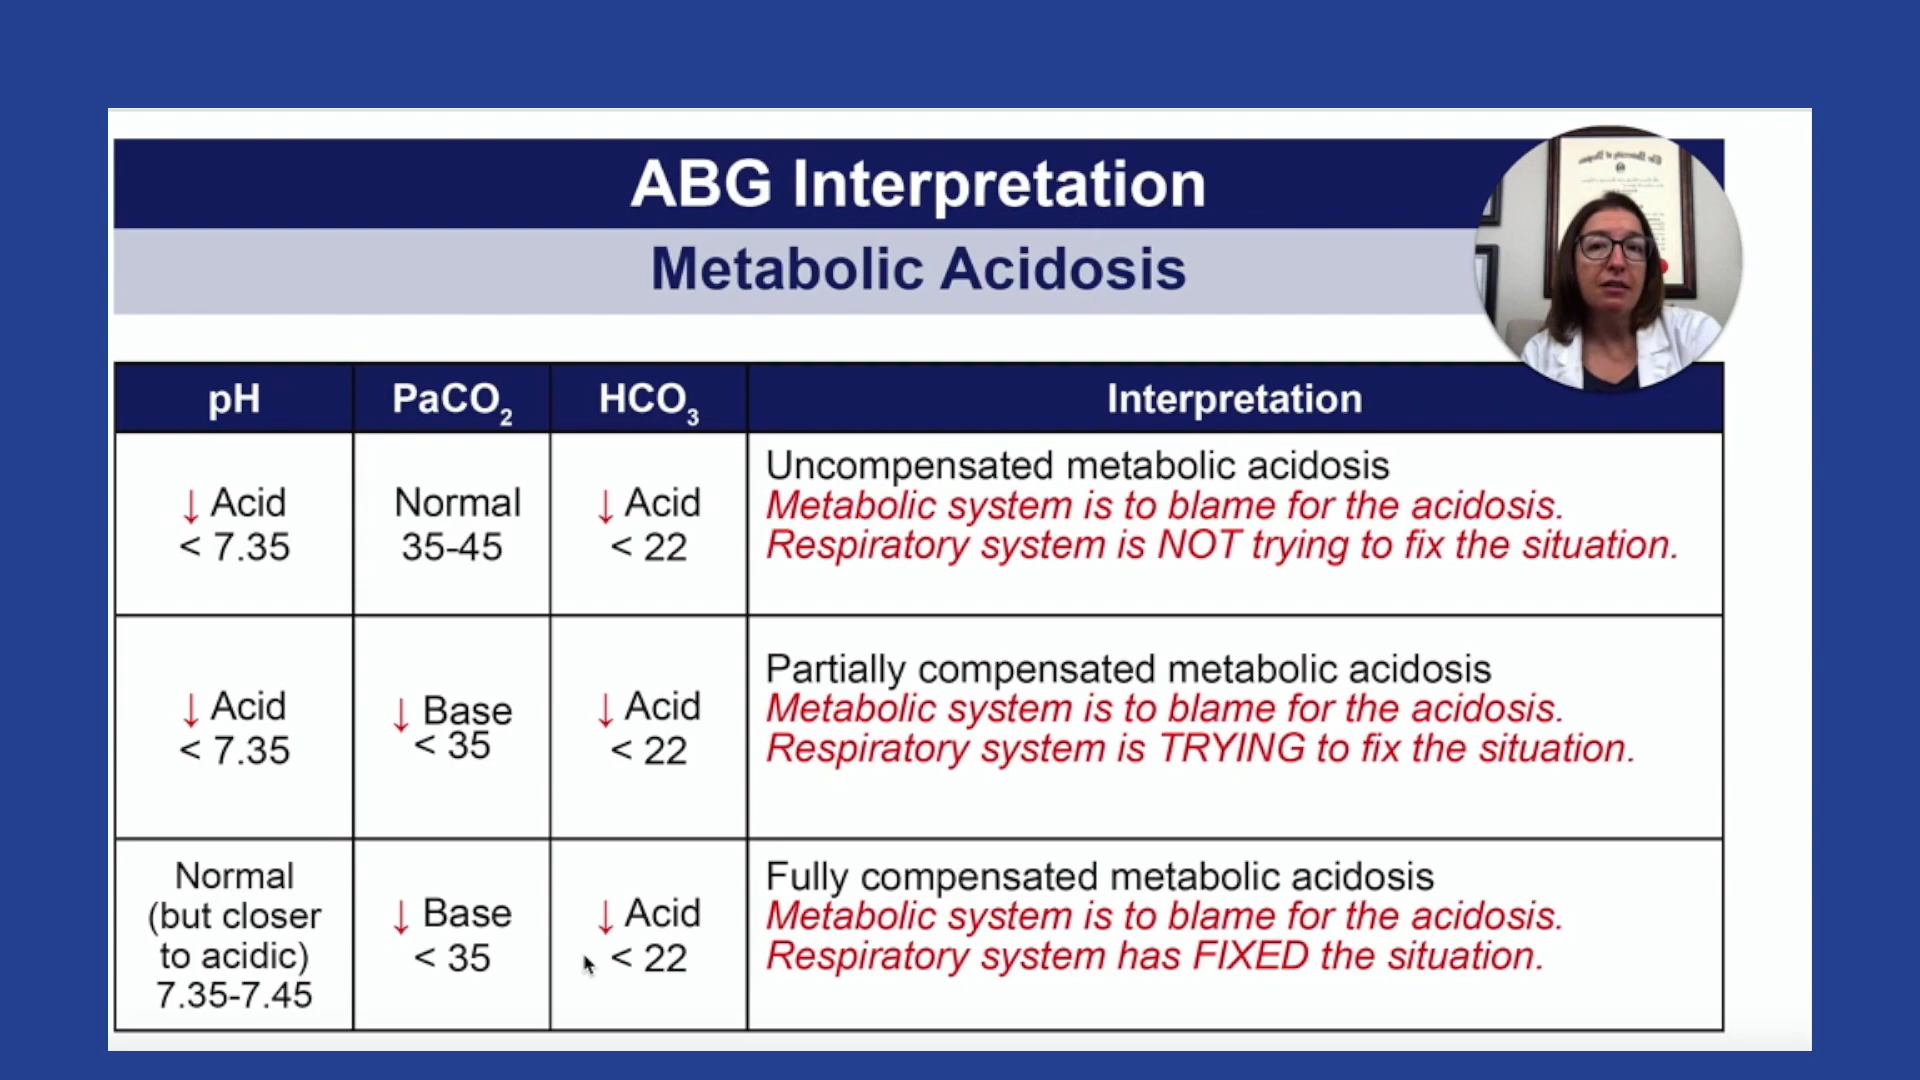 ABG Interpretation
Metabolic Acidosis
pH PaCO₂ HCO₃ Interpretation
↓ Acid
< 7.35
Normal
35-45
↓ Acid
< 22
Uncompensated metabolic acidosis
Metabolic system is to blame for the acidosis.
Respiratory system is NOT trying to fix the situation.
↓ Acid
< 7.35
↓ Base
< 35
↓ Acid
< 22
Partially compensated metabolic acidosis
Metabolic system is to blame for the acidosis.
Respiratory system is TRYING to fix the situation.
Normal
(but closer
to acidic)
7.35-7.45
↓ Base
< 35
↓ Acid
< 22
Fully compensated metabolic acidosis
Metabolic system is to blame for the acidosis.
Respiratory system has FIXED the situation.